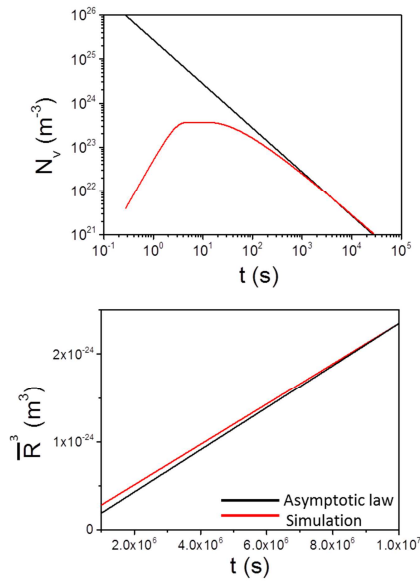 10^26
10^25
10^24
10^23
10^22
10^21
N_v (m^-3)
10^-1 10^0 10^1 10^2 10^3 10^4 10^5
t (s)
2x10^-24
1x10^-24
0
R̅^3 (m^3)
Asymptotic law
Simulation
2.0x10^6 4.0x10^6 6.0x10^6 8.0x10^6 1.0x10^7
t (s)